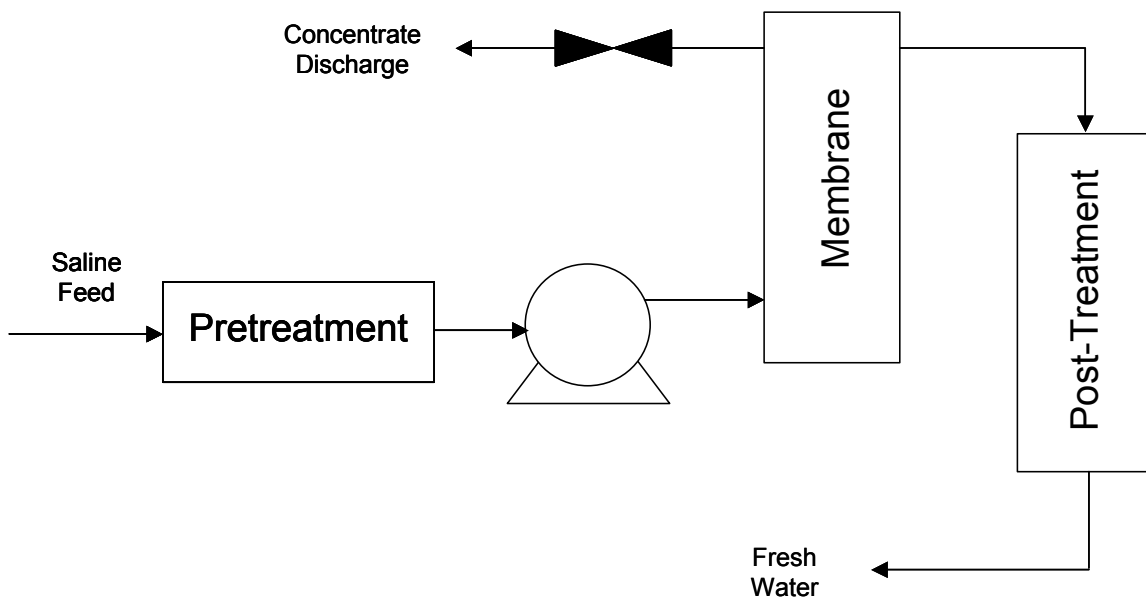 Concentrate
Discharge
Membrane
Post-Treatment
Saline
Feed
Pretreatment
Fresh
Water